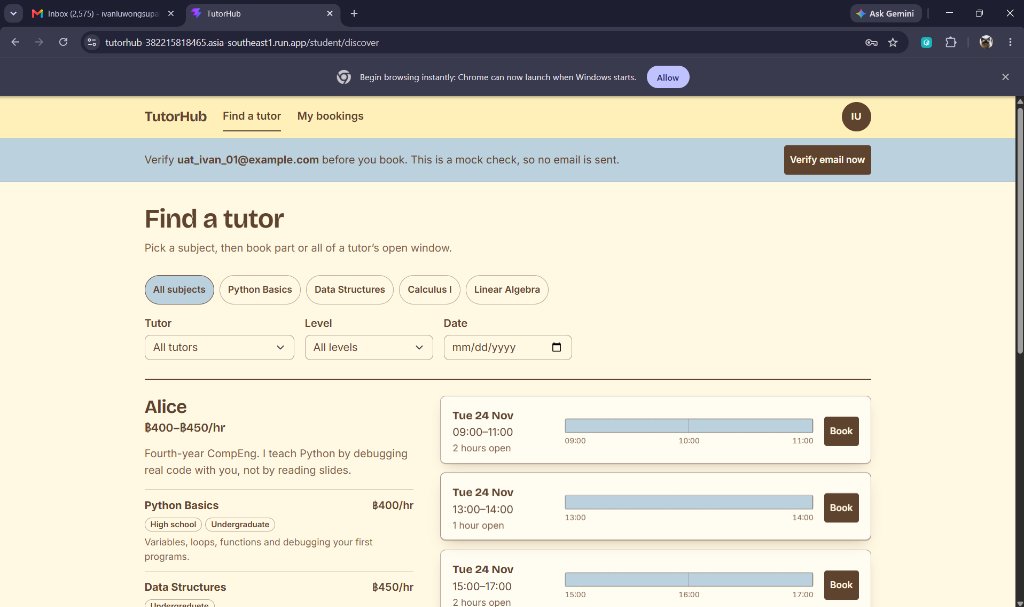 Inbox (2,575) - ivanluwongsupa
TutorHub
Ask Gemini
tutorhub-382215818465.asia-southeast1.run.app/student/discover
Begin browsing instantly: Chrome can now launch when Windows starts.
Allow
TutorHub
Find a tutor
My bookings
IU
Verify uat_ivan_01@example.com before you book. This is a mock check, so no email is sent.
Verify email now
Find a tutor
Pick a subject, then book part or all of a tutor's open window.
All subjects
Python Basics
Data Structures
Calculus I
Linear Algebra
Tutor
Level
Date
All tutors
All levels
mm/dd/yyyy
Alice
฿400–฿450/hr
Fourth-year CompEng. I teach Python by debugging
real code with you, not by reading slides.
Python Basics
฿400/hr
High school
Undergraduate
Variables, loops, functions and debugging your first
programs.
Data Structures
฿450/hr
Undergraduate
Tue 24 Nov
09:00–11:00
2 hours open
09:00
10:00
11:00
Book
Tue 24 Nov
13:00–14:00
1 hour open
13:00
14:00
Book
Tue 24 Nov
15:00–17:00
2 hours open
15:00
16:00
17:00
Book